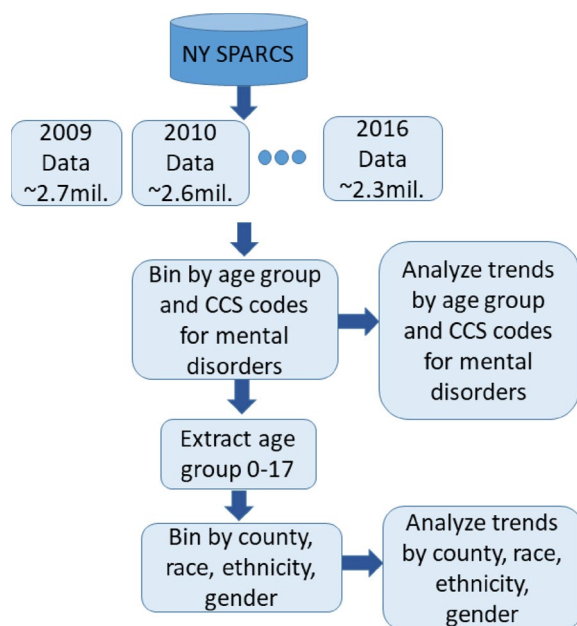 NY SPARCS
2009
Data
~2.7mil.
2010
Data
~2.6mil.
2016
Data
~2.3mil.
Bin by age group
and CCS codes
for mental
disorders
Analyze trends
by age group
and CCS codes
for mental
disorders
Extract age
group 0-17
Bin by county,
race, ethnicity,
gender
Analyze trends
by county, race,
ethnicity,
gender